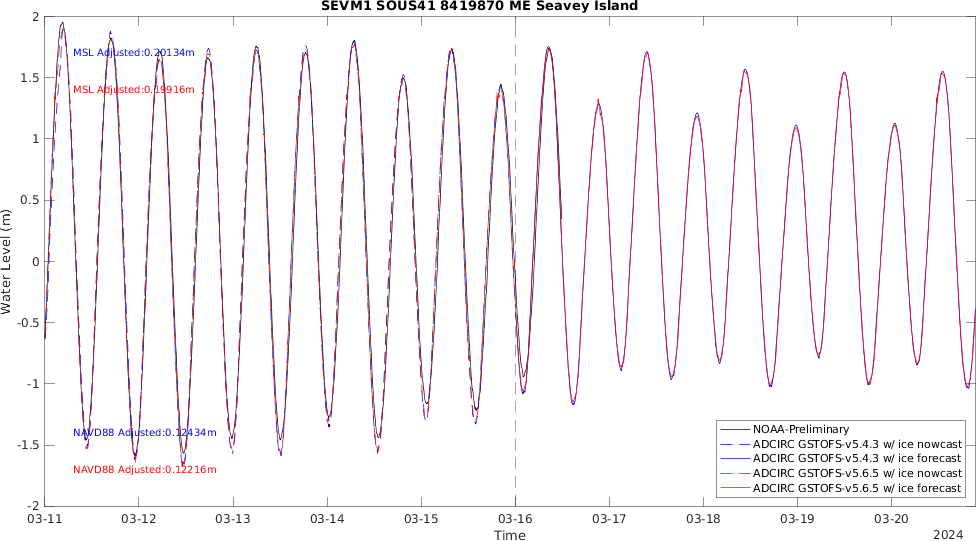 SEVM1 SOUS41 8419870 ME Seavey Island
2
1.5
1
0.5
0
-0.5
-1
-1.5
-2
Water Level (m)
MSL Adjusted:0.20134m
MSL Adjusted:0.19916m
NAVD88 Adjusted:0.12434m
NAVD88 Adjusted:0.12216m
NOAA-Preliminary
ADCIRC GSTOFS-v5.4.3 w/ ice nowcast
ADCIRC GSTOFS-v5.4.3 w/ ice forecast
ADCIRC GSTOFS-v5.6.5 w/ ice nowcast
ADCIRC GSTOFS-v5.6.5 w/ ice forecast
03-11 03-12 03-13 03-14 03-15 03-16 03-17 03-18 03-19 03-20
Time
2024